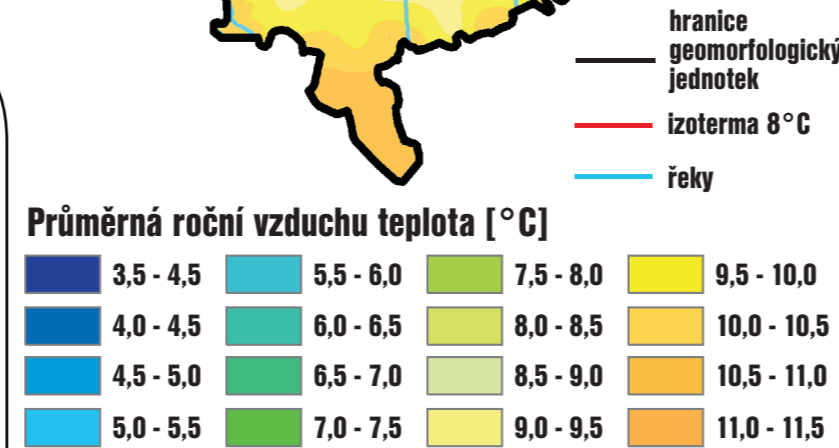 hranice
geomorfologický
jednotek
izoterma 8°C
řeky
Průměrná roční vzduchu teplota [°C]
3,5 - 4,5 5,5 - 6,0 7,5 - 8,0 9,5 - 10,0
4,0 - 4,5 6,0 - 6,5 8,0 - 8,5 10,0 - 10,5
4,5 - 5,0 6,5 - 7,0 8,5 - 9,0 10,5 - 11,0
5,0 - 5,5 7,0 - 7,5 9,0 - 9,5 11,0 - 11,5